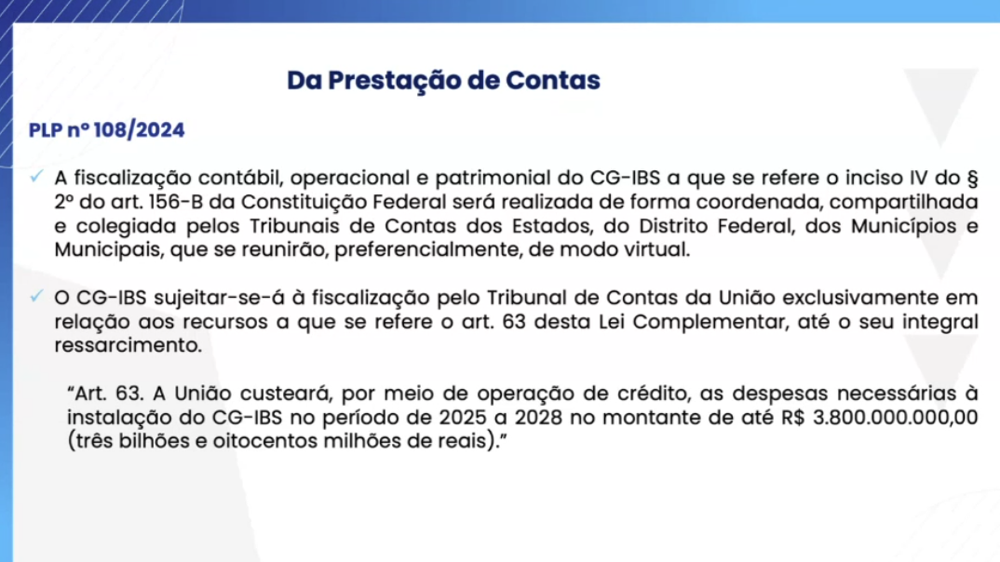 Da Prestação de Contas
PLP nº 108/2024
✓ A fiscalização contábil, operacional e patrimonial do CG-IBS a que se refere o inciso IV do §
2º do art. 156-B da Constituição Federal será realizada de forma coordenada, compartilhada
e colegiada pelos Tribunais de Contas dos Estados, do Distrito Federal, dos Municípios e
Municipais, que se reunirão, preferencialmente, de modo virtual.
✓ O CG-IBS sujeitar-se-á à fiscalização pelo Tribunal de Contas da União exclusivamente em
relação aos recursos a que se refere o art. 63 desta Lei Complementar, até o seu integral
ressarcimento.
“Art. 63. A União custeará, por meio de operação de crédito, as despesas necessárias à
instalação do CG-IBS no período de 2025 a 2028 no montante de até R$ 3.800.000.000,00
(três bilhões e oitocentos milhões de reais).”